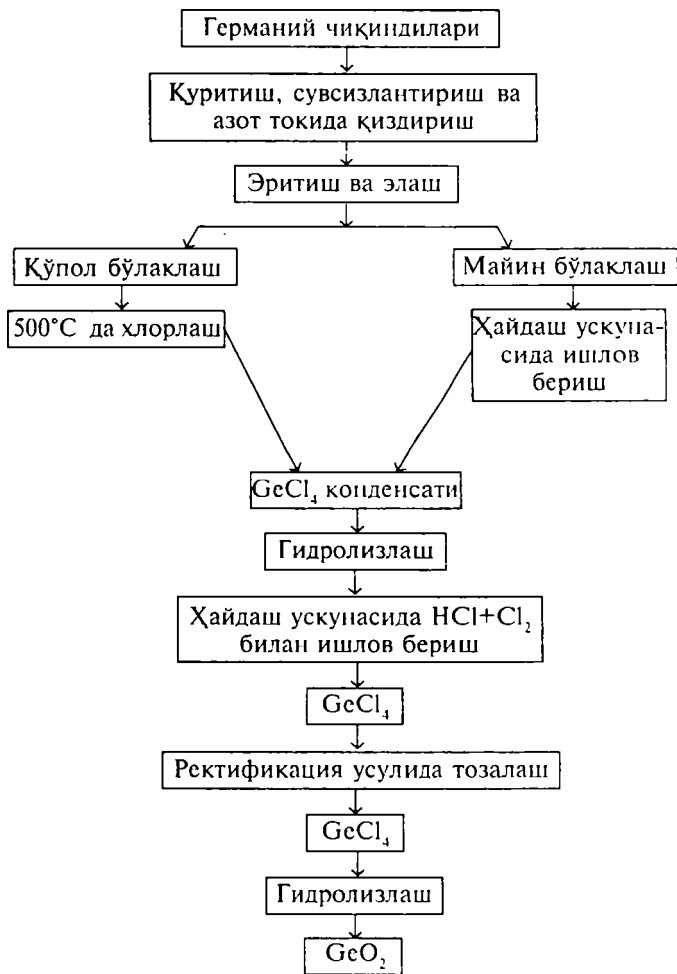 Германий чиқиндилари
Қуритиш, сувсизлантириш ва
азот токида қиздириш
Эритиш ва элаш
Қўпол бўлаклаш
Майин бўлаклаш
500°C да хлорлаш
Ҳайдаш ускуна-
сида ишлов
бериш
GeCl₄ конденсати
Гидролизлаш
Ҳайдаш ускунасида HCl+Cl₂
билан ишлов бериш
GeCl₄
Ректификация усулида тозалаш
GeCl₄
Гидролизлаш
GeO₂